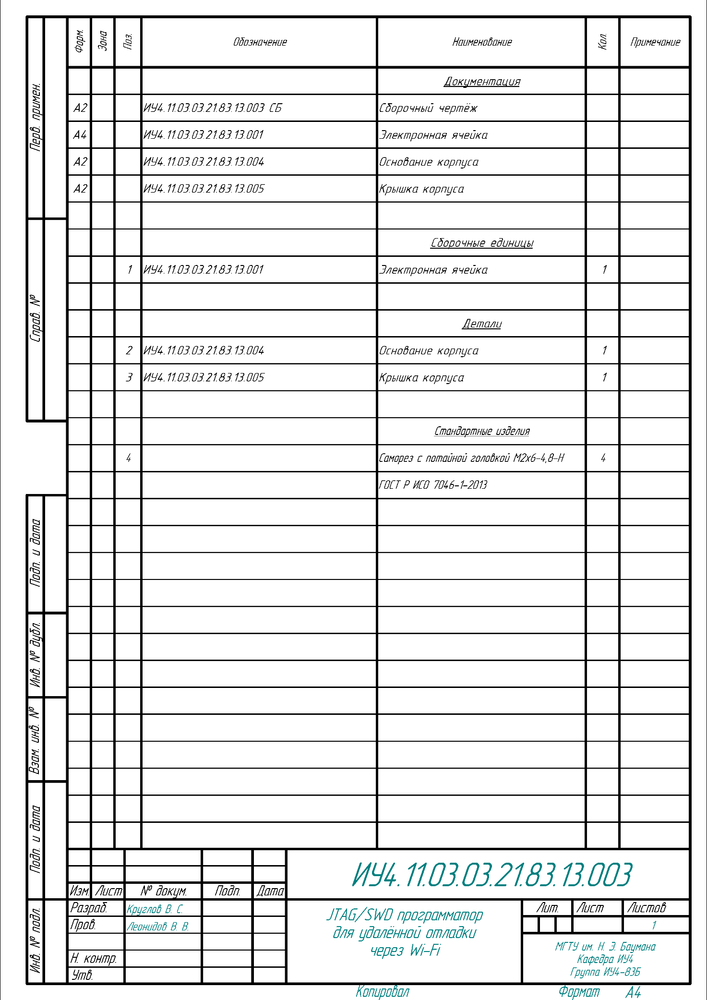 Форм. Зона Поз. Обозначение Наименование Кол. Примечание
Документация
А2 ИУ4.11.03.03.21.83.13.003 СБ Сборочный чертёж
А4 ИУ4.11.03.03.21.83.13.001 Электронная ячейка
А2 ИУ4.11.03.03.21.83.13.004 Основание корпуса
А2 ИУ4.11.03.03.21.83.13.005 Крышка корпуса
Сборочные единицы
1 ИУ4.11.03.03.21.83.13.001 Электронная ячейка 1
Детали
2 ИУ4.11.03.03.21.83.13.004 Основание корпуса 1
3 ИУ4.11.03.03.21.83.13.005 Крышка корпуса 1
Стандартные изделия
4 Саморез с потайной головкой М2х6-4,8-Н 4
ГОСТ Р ИСО 7046-1-2013
Перв. примен.
Справ. №
Подп. и дата
Инв. № дубл.
Взам. инв. №
Подп. и дата
Инв. № подл.
ИУ4.11.03.03.21.83.13.003
Изм. Лист № докум. Подп. Дата
Разраб. Круглов В. С.
Пров. Леонидов В. В.
Н. контр.
Утв.
JTAG/SWD программатор
для удалённой отладки
через Wi-Fi
Лит. Лист Листов
1
МГТУ им. Н. Э. Баумана
Кафедра ИУ4
Группа ИУ4-83Б
Копировал Формат А4